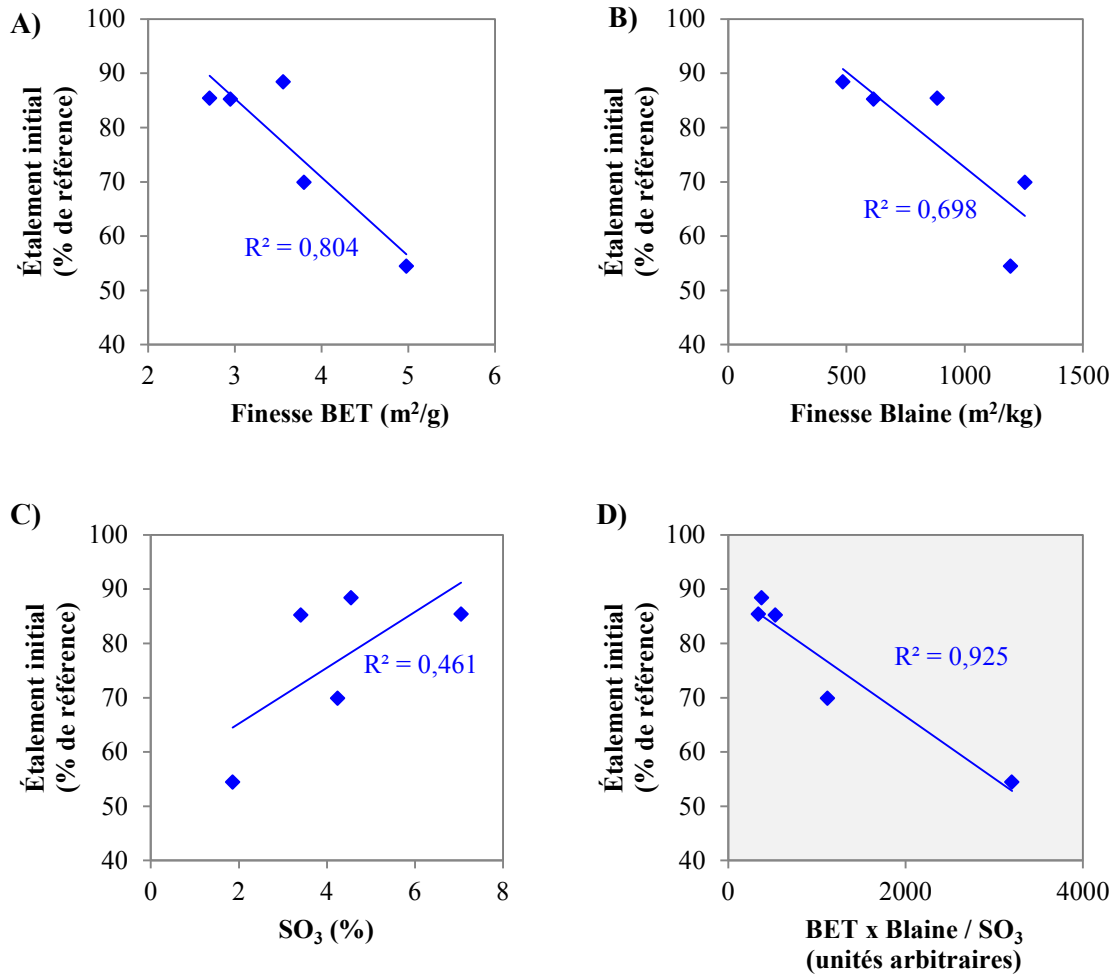 A)
Étalement initial
(% de référence)
100
90
80
70
60
50
40
R² = 0,804
2 3 4 5 6
Finesse BET (m²/g)
B)
Étalement initial
(% de référence)
100
90
80
70
60
50
40
R² = 0,698
0 500 1000 1500
Finesse Blaine (m²/kg)
C)
Étalement initial
(% de référence)
100
90
80
70
60
50
40
R² = 0,461
0 2 4 6 8
SO₃ (%)
D)
Étalement initial
(% de référence)
100
90
80
70
60
50
40
R² = 0,925
0 2000 4000
BET x Blaine / SO₃
(unités arbitraires)